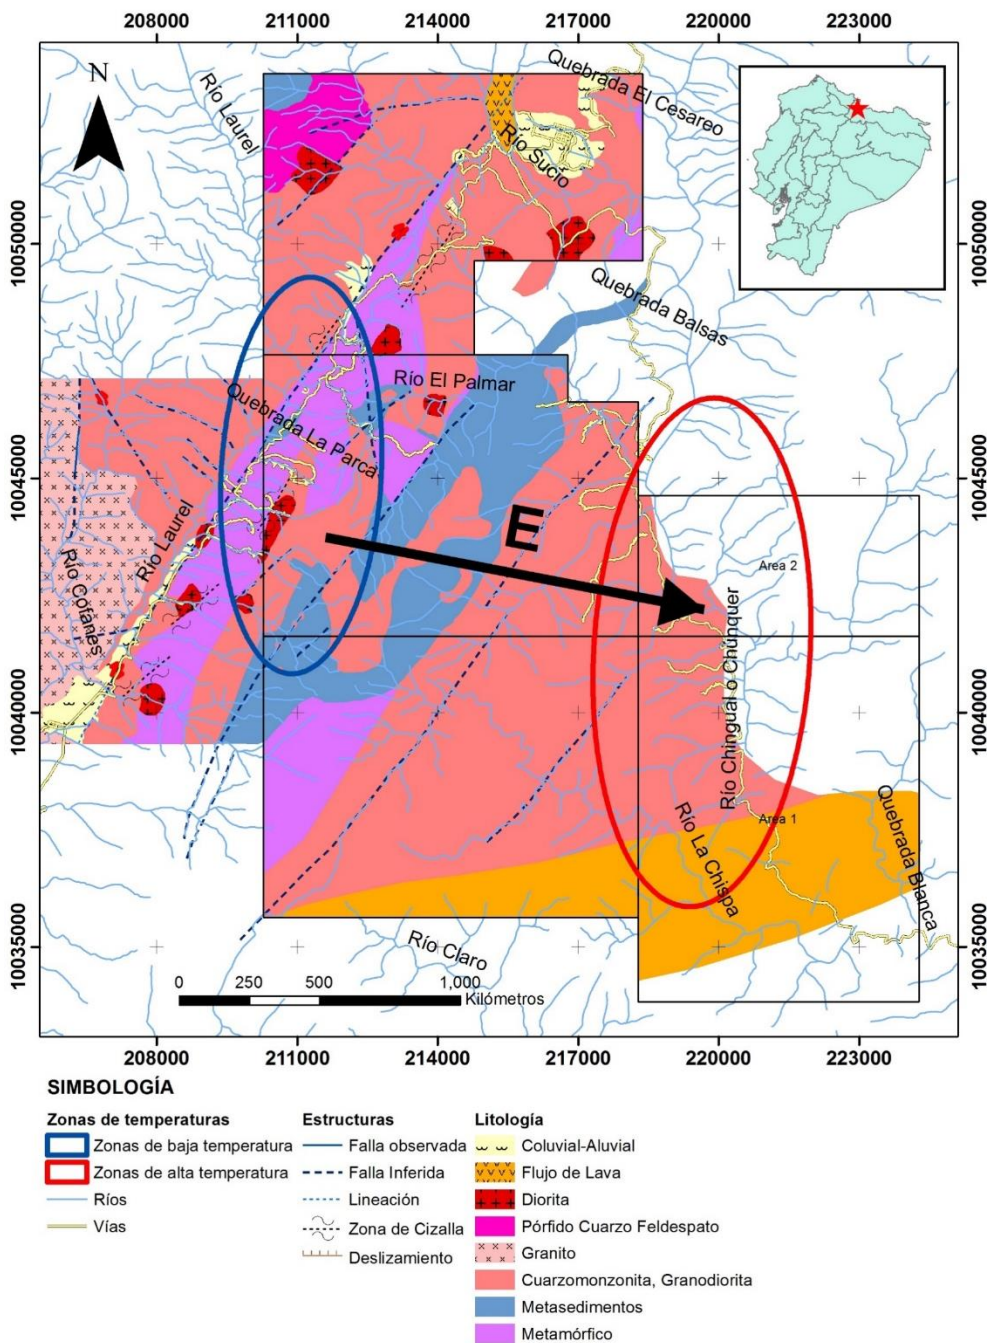 208000 211000 214000 217000 220000 223000
N
Río Laurel
Quebrada El Cesareo
Río Sucio
10050000
10050000
Quebrada Balsas
Río El Palmar
Quebrada La Parca
10045000
10045000
Río Laurel
Río Cofanes
E
Area 2
Río Chingual o Chúnquer
10040000
10040000
Area 1
Río La Chispa
Quebrada Blanca
10035000
10035000
Río Claro
0 250 500 1,000
Kilómetros
208000 211000 214000 217000 220000 223000
SIMBOLOGÍA
Zonas de temperaturas
Zonas de baja temperatura
Zonas de alta temperatura
Ríos
Vías
Estructuras
Falla observada
Falla Inferida
Lineación
Zona de Cizalla
Deslizamiento
Litología
Coluvial-Aluvial
Flujo de Lava
Diorita
Pórfido Cuarzo Feldespato
Granito
Cuarzomonzonita, Granodiorita
Metasedimentos
Metamórfico